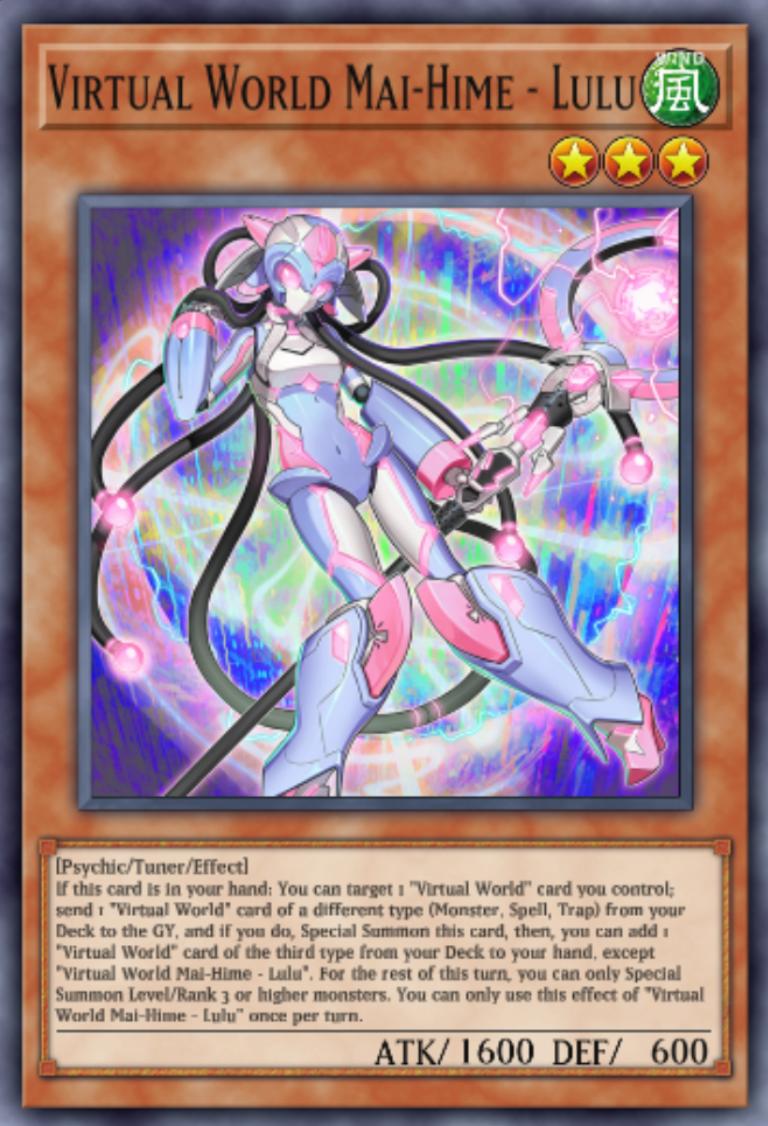 Virtual World Mai-Hime - Lulu
WIND
風
[Psychic/Tuner/Effect]
If this card is in your hand: You can target 1 "Virtual World" card you control;
send 1 "Virtual World" card of a different type (Monster, Spell, Trap) from your
Deck to the GY, and if you do, Special Summon this card, then, you can add 1
"Virtual World" card of the third type from your Deck to your hand, except
"Virtual World Mai-Hime - Lulu". For the rest of this turn, you can only Special
Summon Level/Rank 3 or higher monsters. You can only use this effect of "Virtual
World Mai-Hime - Lulu" once per turn.
ATK/ 1600 DEF/ 600